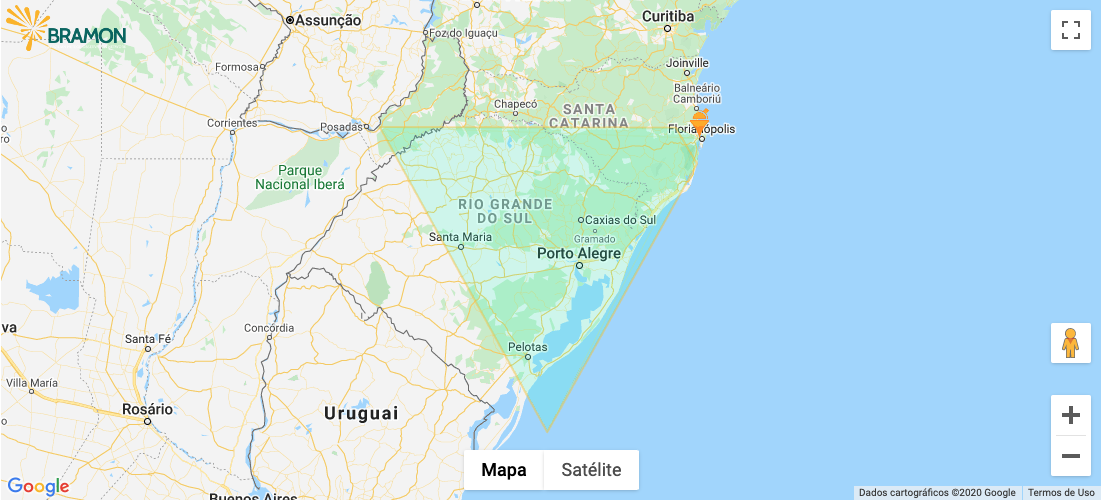 BRAMON
Assunção
Curitiba
Foz do Iguaçu
Formosa
Joinville
Balneário
Camboriú
Chapecó
SANTA
CATARINA
Corrientes
Posadas
Florianópolis
ro
Parque
Nacional Iberá
RIO GRANDE
DO SUL
Caxias do Sul
Gramado
Santa Maria
Porto Alegre
va
Concórdia
Santa Fé
Pelotas
Villa María
Rosário
Uruguai
Mapa
Satélite
Google
Buenos Aires
Dados cartográficos ©2020 Google
Termos de Uso